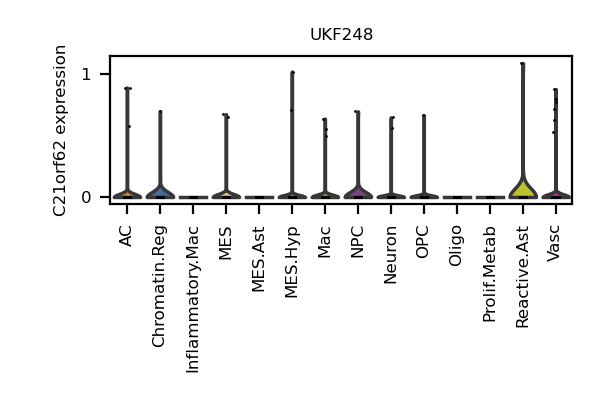 UKF248
C21orf62 expression
1
0
AC
Chromatin.Reg
Inflammatory.Mac
MES
MES.Ast
MES.Hyp
Mac
NPC
Neuron
OPC
Oligo
Prolif.Metab
Reactive.Ast
Vasc